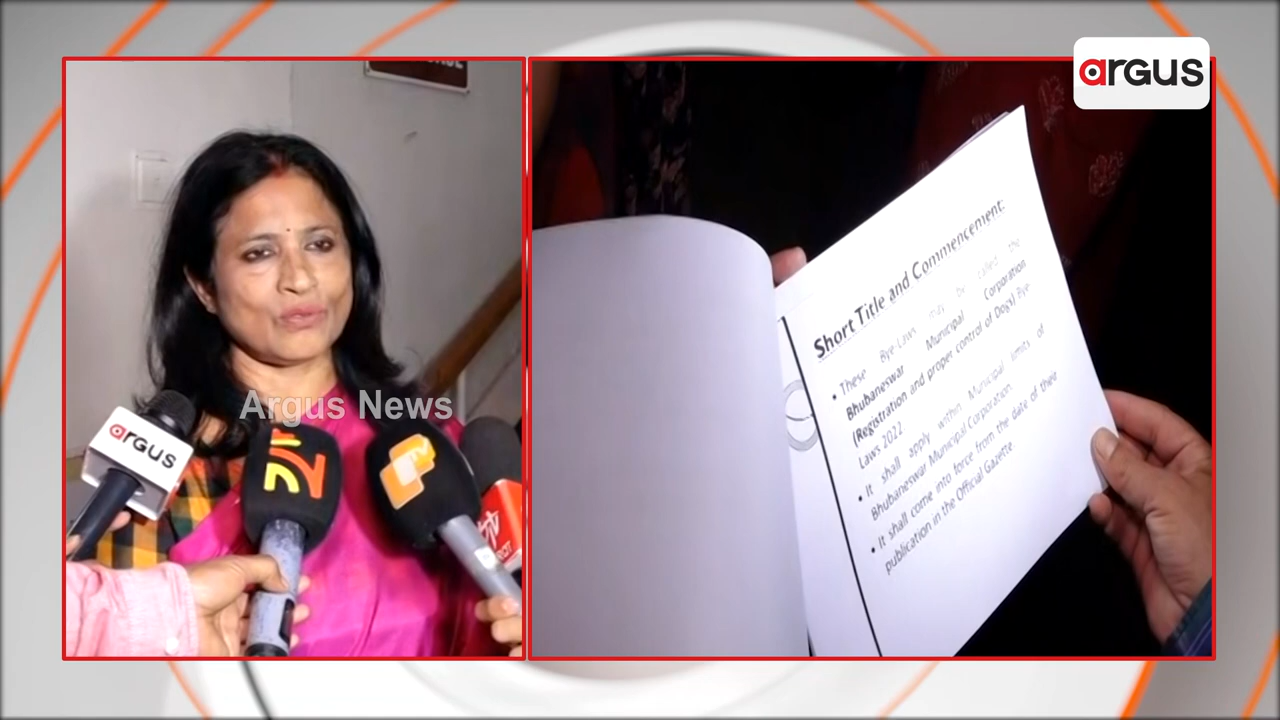 argus
Argus News
argus
Short Title and Commencement:
• These Bye-Laws may be called the
Bhubaneswar Municipal Corporation
(Registration and proper control of Dogs) Bye-
Laws 2022
• It shall apply within Municipal limits of
Bhubaneswar Municipal Corporation.
• It shall come into force from the date of their
publication in the Official Gazette.